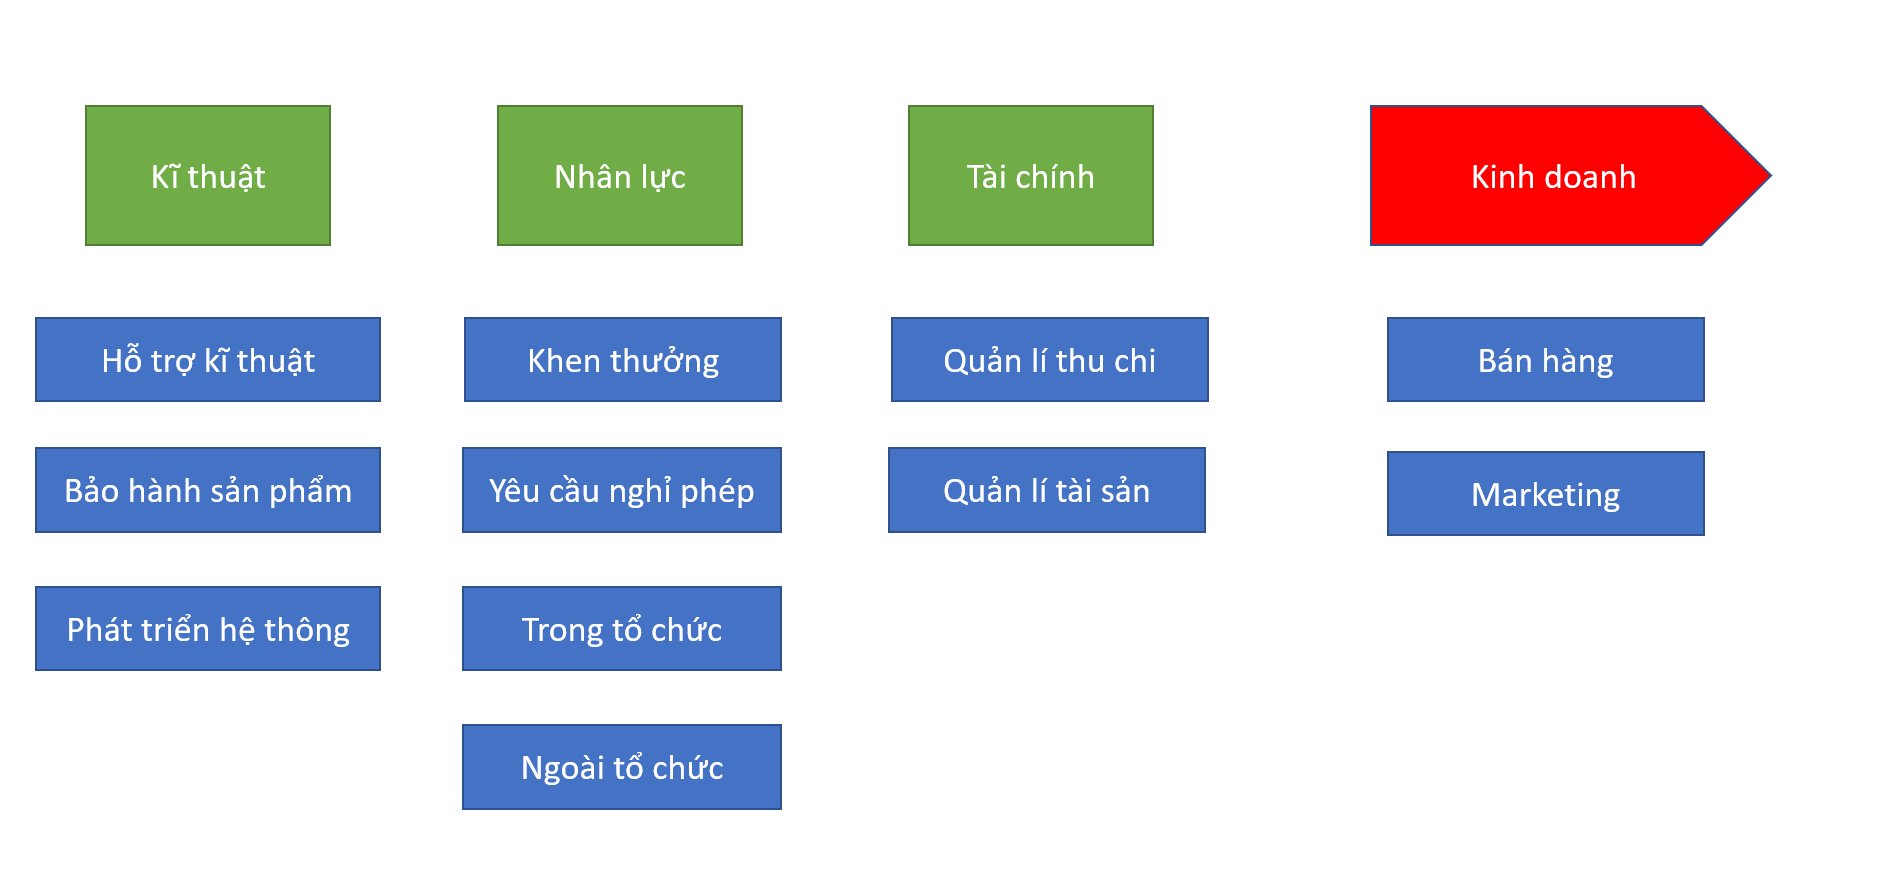 Kĩ thuật
Nhân lực
Tài chính
Kinh doanh
Hỗ trợ kĩ thuật
Khen thưởng
Quản lí thu chi
Bán hàng
Bảo hành sản phẩm
Yêu cầu nghỉ phép
Quản lí tài sản
Marketing
Phát triển hệ thông
Trong tổ chức
Ngoài tổ chức